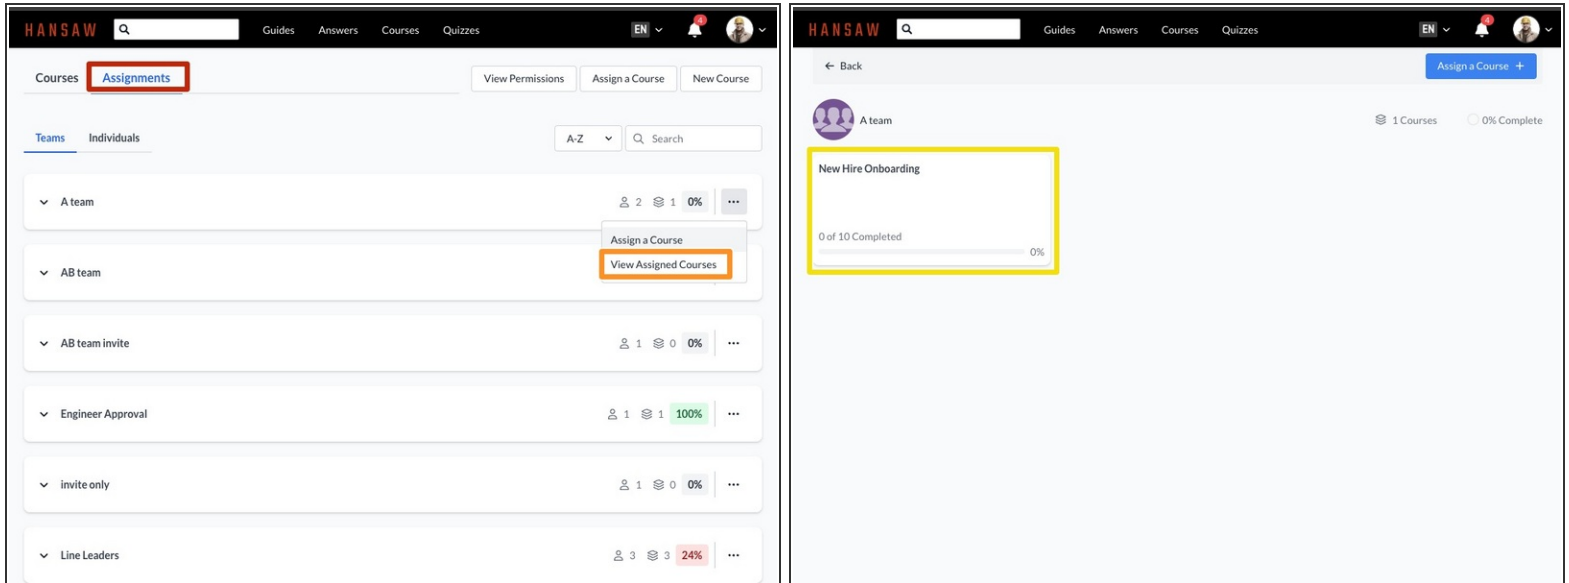 HANSAW Guides Answers Courses Quizzes EN 4
Courses Assignments View Permissions Assign a Course New Course
Teams Individuals A-Z Search
A team 2 1 0% ...
Assign a Course
View Assigned Courses
AB team
AB team invite 1 0 0% ...
Engineer Approval 1 1 100% ...
invite only 1 0 0% ...
Line Leaders 3 3 24% ...
HANSAW Guides Answers Courses Quizzes EN 4
← Back Assign a Course +
A team 1 Courses 0% Complete
New Hire Onboarding
0 of 10 Completed
0%